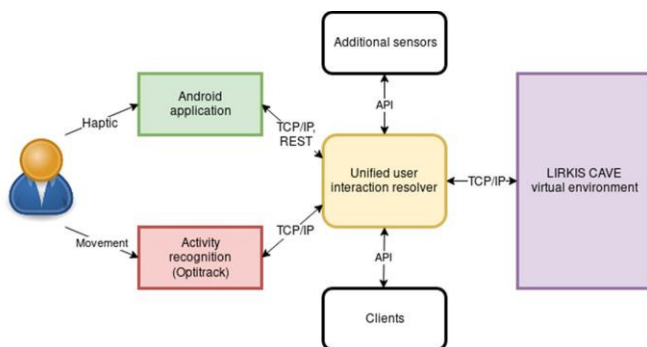 Additional sensors
Android
application
API
Haptic
TCP/IP,
REST
Unified user
interaction resolver
TCP/IP
LIRKIS CAVE
virtual environment
Movement
Activity
recognition
(Optitrack)
TCP/IP
API
Clients